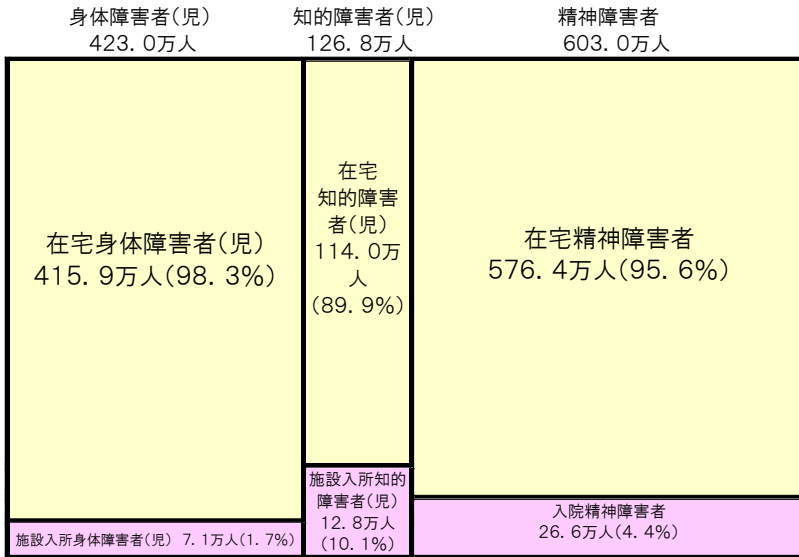 身体障害者(児)
423. 0万人
知的障害者(児)
126. 8万人
精神障害者
603. 0万人
在宅身体障害者(児)
415. 9万人(98. 3%)
在宅
知的障害
者(児)
114. 0万
人
(89. 9%)
在宅精神障害者
576. 4万人(95. 6%)
施設入所身体障害者(児) 7. 1万人(1. 7%)
施設入所知的
障害者(児)
12. 8万人
(10. 1%)
入院精神障害者
26. 6万人(4. 4%)